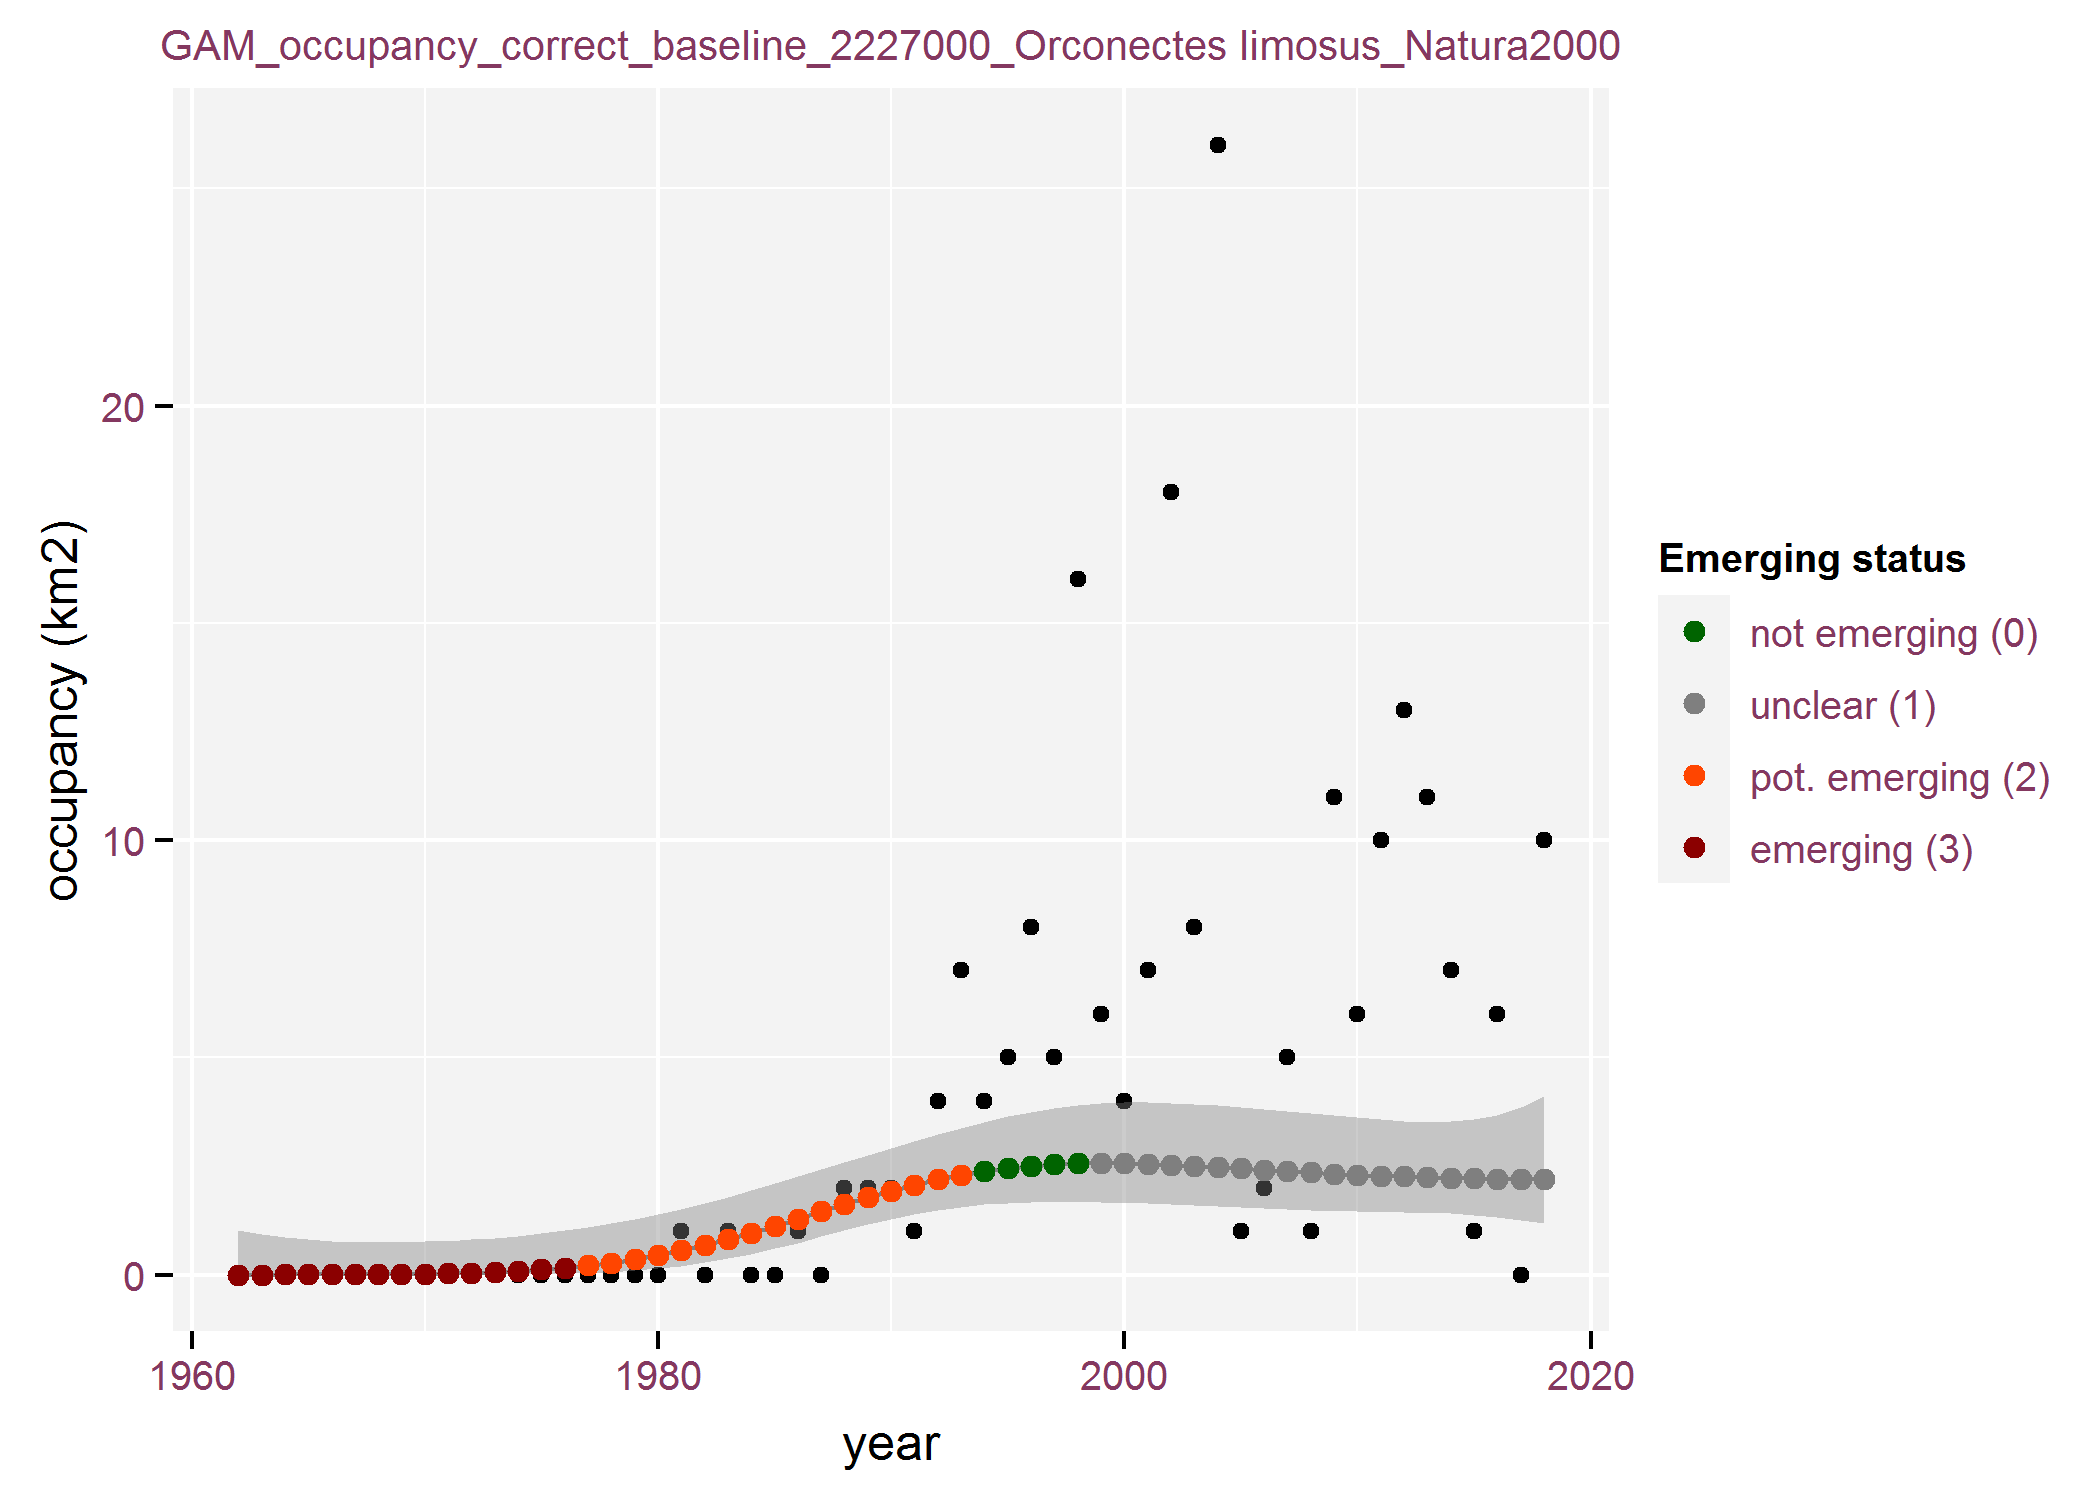 GAM_occupancy_correct_baseline_2227000_Orconectes limosus_Natura2000
occupancy (km2)
20
10
0
1960
1980
2000
2020
year
Emerging status
not emerging (0)
unclear (1)
pot. emerging (2)
emerging (3)